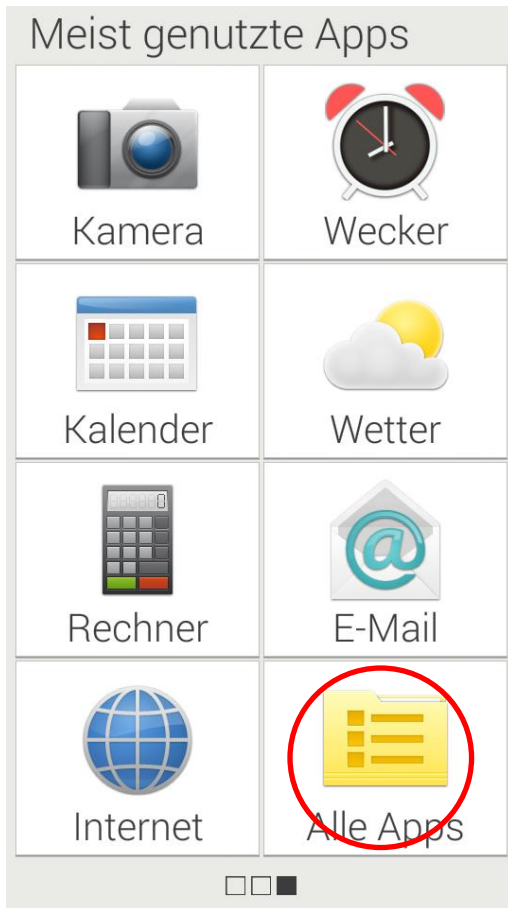 Meist genutzte Apps
Kamera Wecker
Kalender Wetter
Rechner E-Mail
Internet Alle Apps